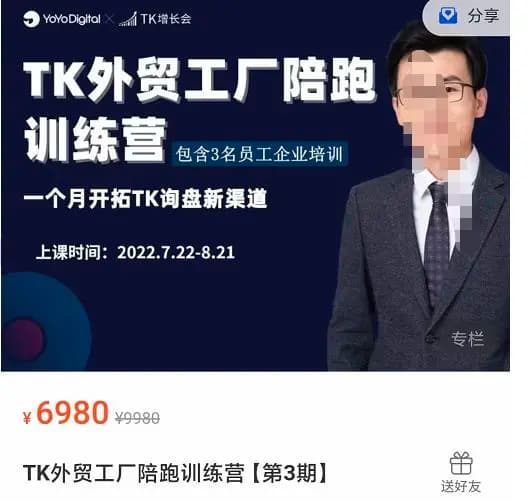 YoYoDigital × TK增长会
分享
TK外贸工厂陪跑
训练营 包含3名员工企业培训
一个月开拓TK询盘新渠道
上课时间：2022.7.22-8.21
专栏
¥6980 ¥9980
TK外贸工厂陪跑训练营【第3期】
送好友